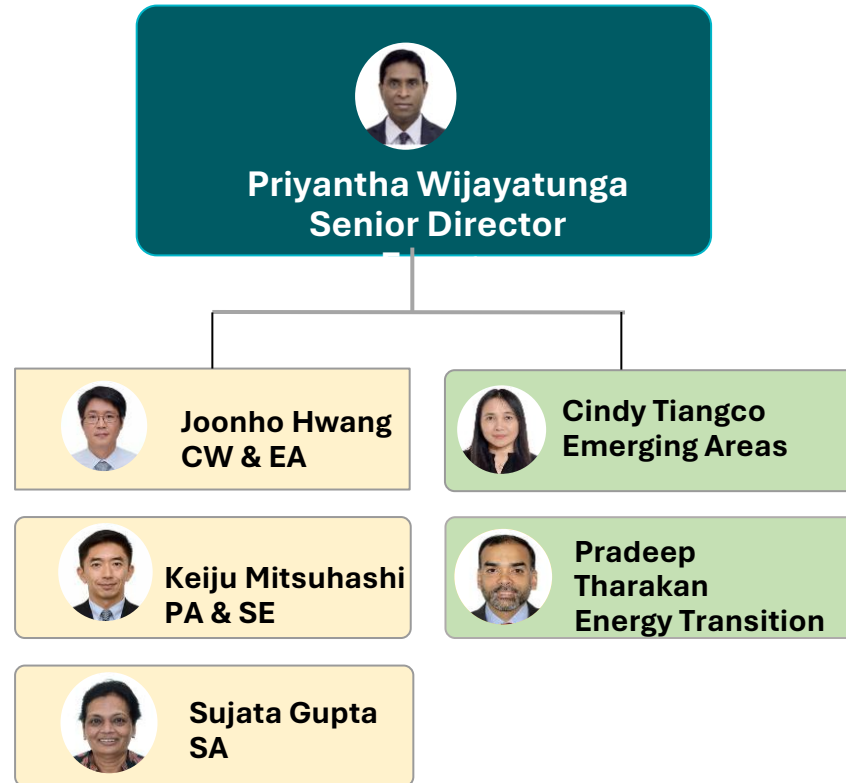 Priyantha Wijayatunga
Senior Director
Joonho Hwang
CW & EA
Cindy Tiangco
Emerging Areas
Keiju Mitsuhashi
PA & SE
Pradeep
Tharakan
Energy Transition
Sujata Gupta
SA